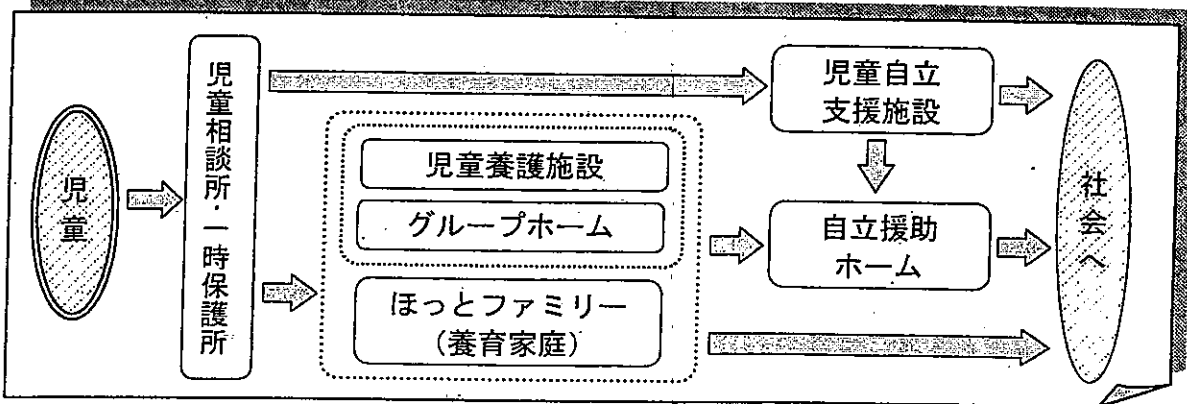 児童
児童相談所・一時保護所
児童養護施設
グループホーム
ほっとファミリー
(養育家庭)
児童自立
支援施設
自立援助
ホーム
社会へ